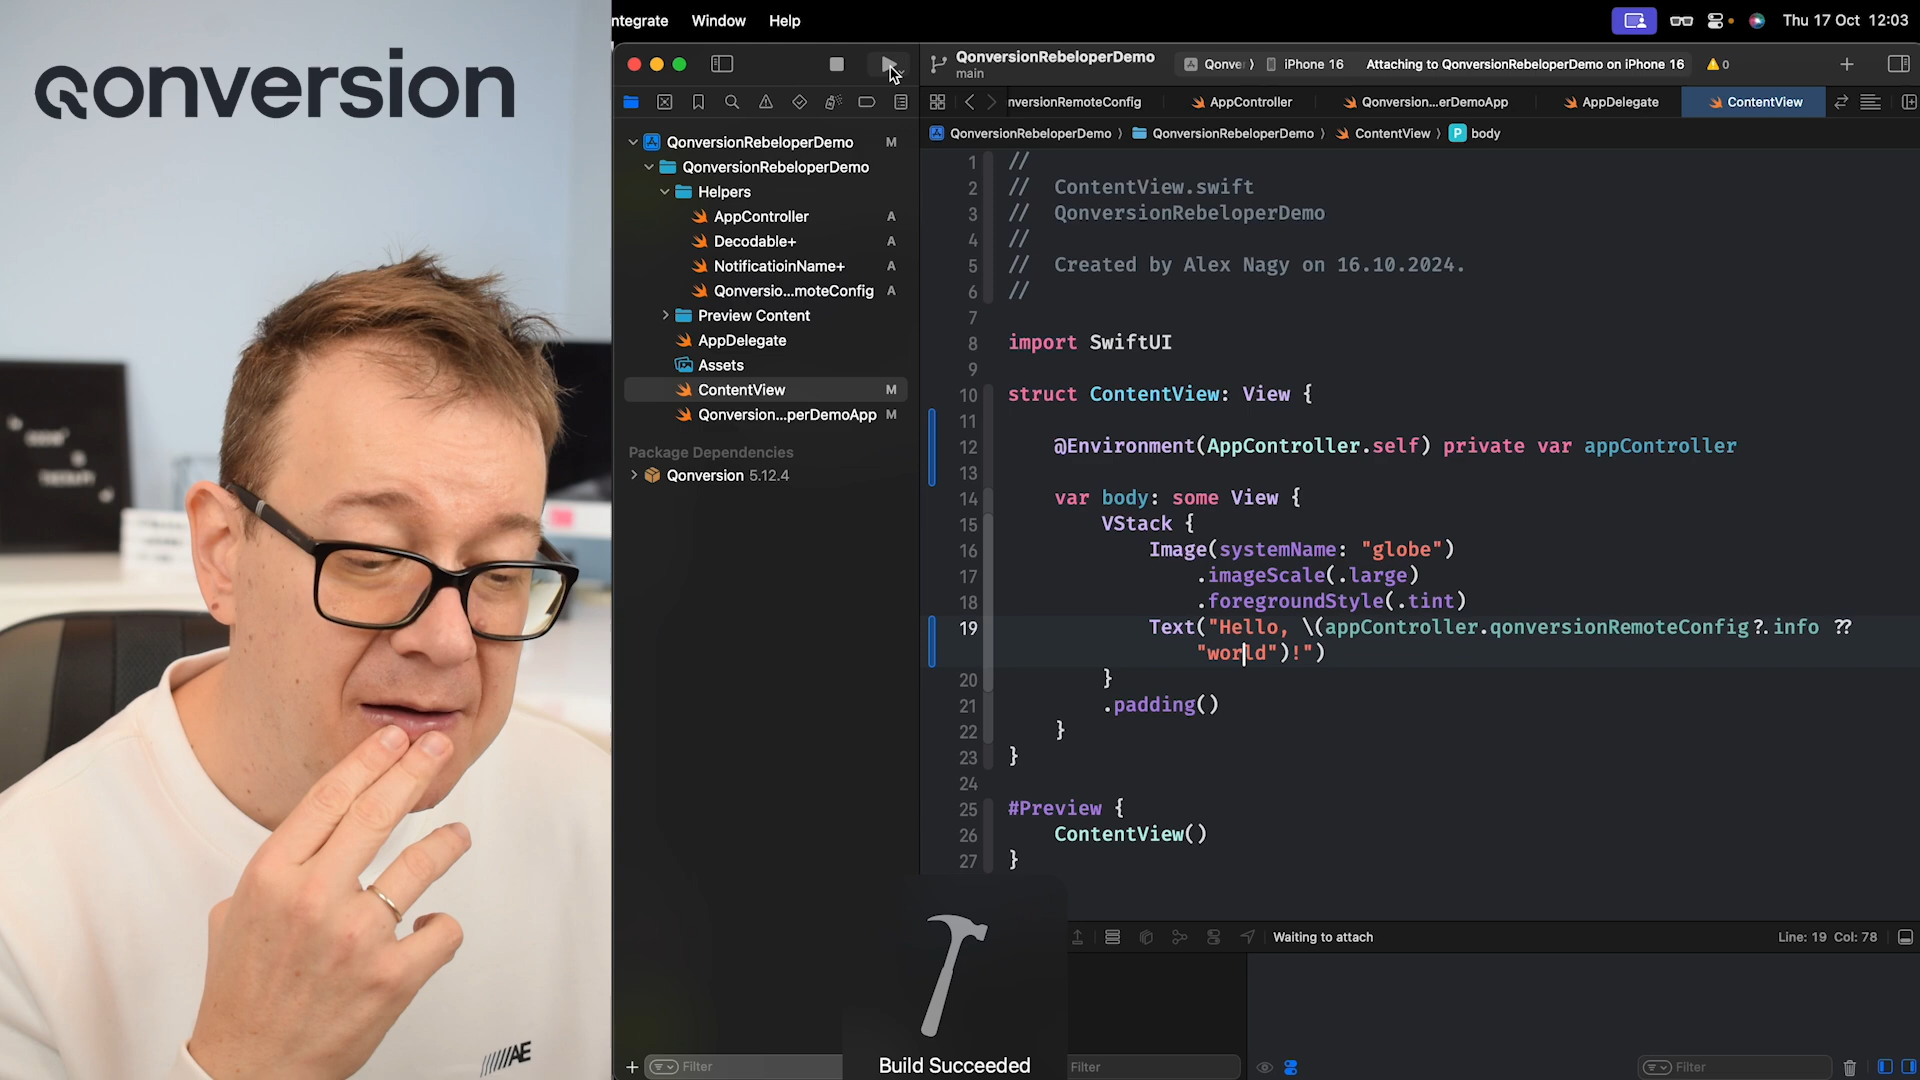 Qonversion
ntegrate Window Help
Thu 17 Oct 12:03
QonversionRebeloperDemo
main
Qonver
iPhone 16
Attaching to QonversionRebeloperDemo on iPhone 16
0
nversionRemoteConfig
AppController
Qonversion...erDemoApp
AppDelegate
ContentView
QonversionRebeloperDemo
QonversionRebeloperDemo
ContentView
P body
QonversionRebeloperDemo M
QonversionRebeloperDemo
Helpers
AppController A
Decodable+ A
NotificatioinName+ A
Qonversio...moteConfig A
Preview Content
AppDelegate
Assets
ContentView M
Qonversion...perDemoApp M
Package Dependencies
Qonversion 5.12.4
1 //
2 // ContentView.swift
3 // QonversionRebeloperDemo
4 //
5 // Created by Alex Nagy on 16.10.2024.
6 //
7
8 import SwiftUI
9
10 struct ContentView: View {
11
12 @Environment(AppController.self) private var appController
13
14 var body: some View {
15 VStack {
16 Image(systemName: "globe")
17 .imageScale(.large)
18 .foregroundStyle(.tint)
19 Text("Hello, \(appController.qonversionRemoteConfig?.info ??
"world")!")
20 }
21 .padding()
22 }
23 }
24
25 #Preview {
26 ContentView()
27 }
Waiting to attach
Line: 19 Col: 78
Build Succeeded
Filter
Filter
Filter
AE